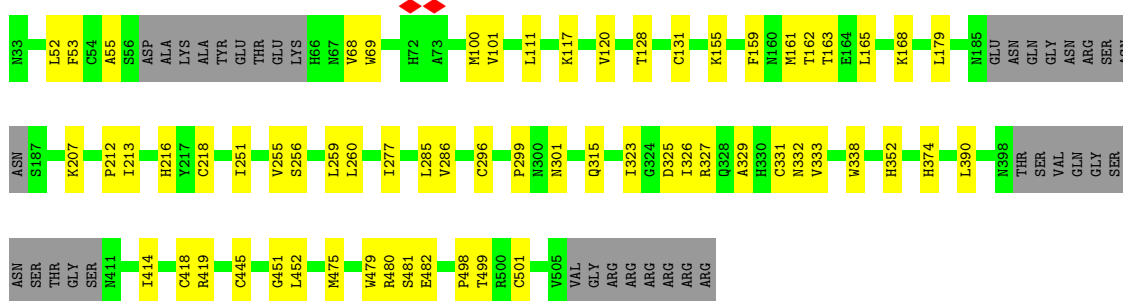 N33 L52 F53 C54 A55 S56 ASP ALA LYS ALA TYR GLU THR GLU LYS H66 N67 V68 W69 H72 A73 M100 V101 L111 K117 V120 T128 C131 K155 F159 N160 M161 T162 T163 E164 L165 K168 L179 N185 GLU ASN GLN GLY ASN ARG SER ASN
ASN S187 K207 P212 I213 H216 Y217 C218 I251 V255 S256 L259 L260 I277 L285 V286 C296 P299 N300 N301 Q315 I323 G324 D325 I326 R327 Q328 A329 H330 C331 N332 V333 W338 H352 H374 L390 N398 THR SER VAL GLN GLY SER
ASN SER THR GLY SER N411 I414 C418 R419 C445 G451 L452 M475 W479 R480 S481 E482 P498 T499 R500 C501 V505 VAL GLY ARG ARG ARG ARG ARG ARG